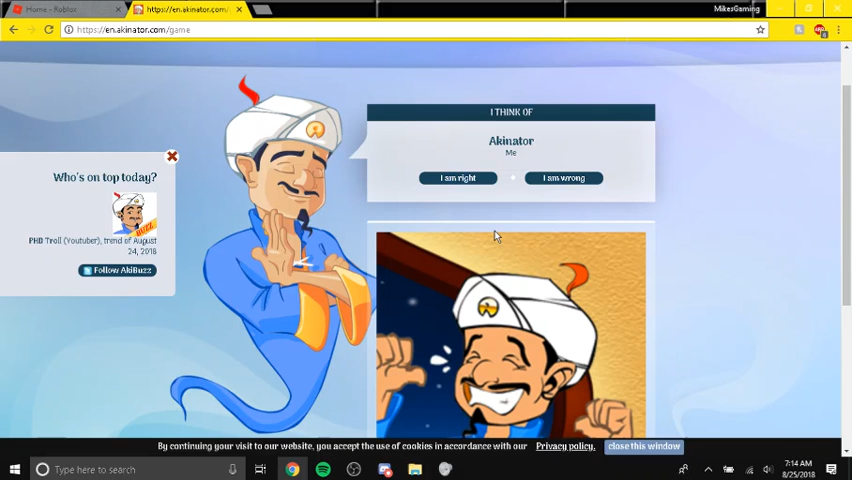 Home - Roblox
https://en.akinator.com/
MikesGaming
https://en.akinator.com/game
I THINK OF
Akinator
Me
I am right
I am wrong
Who's on top today?
BUZZ
PHB Troll (Youtuber), trend of August
24, 2018
Follow AkiBuzz
By continuing your visit to our website, you accept the use of cookies in accordance with our Privacy policy. close this window
Type here to search
7:14 AM
8/25/2018